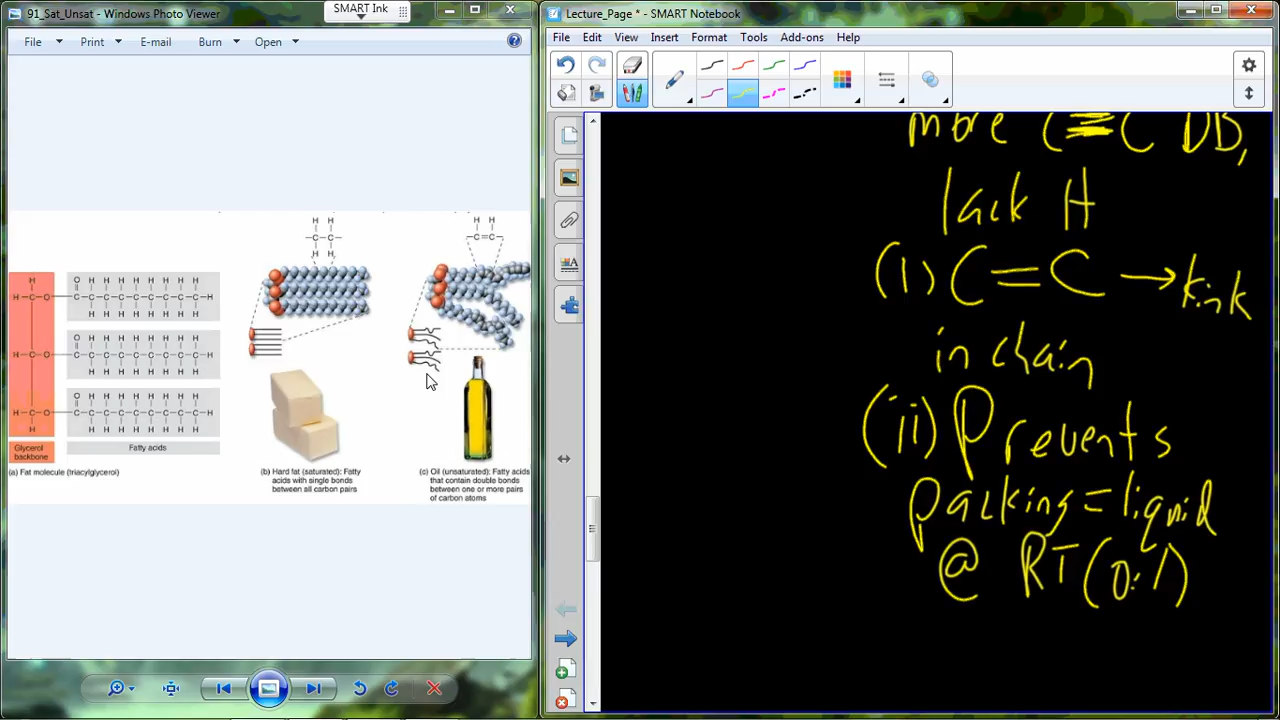 91_Sat_Unsat - Windows Photo Viewer
SMART Ink
File Print E-mail Burn Open
Lecture_Page * - SMART Notebook
File Edit View Insert Format Tools Add-ons Help
H H
-C-C-
H H
H H
-C=C-
H
H-C-O
H-C-O
H-C-O
H
O H H H H H H H H H
C-C-C-C-C-C-C-C-C-C-H
H H H H H H H H H
O H H H H H H H H H
C-C-C-C-C-C-C-C-C-C-H
H H H H H H H H H
O H H H H H H H H H
C-C-C-C-C-C-C-C-C-C-H
H H H H H H H H H
Glycerol
backbone
Fatty acids
(a) Fat molecule (triacylglycerol)
(b) Hard fat (saturated): Fatty
acids with single bonds
between all carbon pairs
(c) Oil (unsaturated): Fatty acids
that contain double bonds
between one or more pairs
of carbon atoms
more C=C DB,
lack H
(i) C=C → kink
in chain
(ii) Prevents
packing = liquid
@ RT (oil)